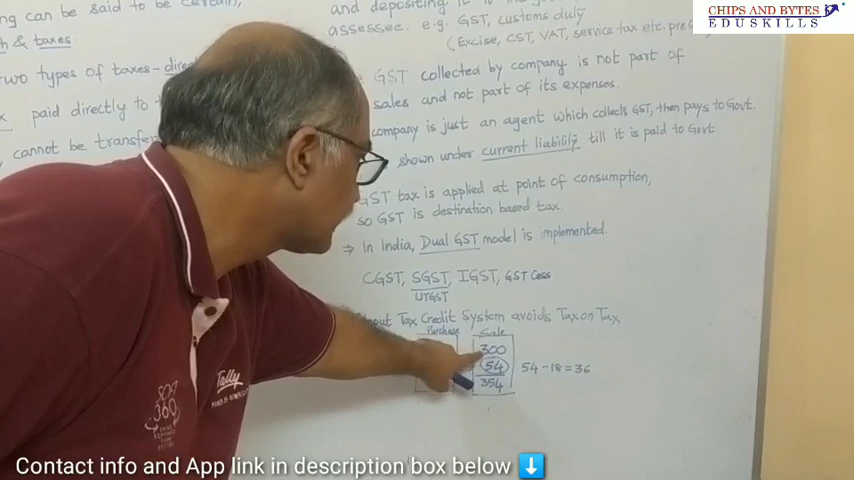 CHIPS AND BYTES
EDUSKILLS
ng can be said to be certain,
h & taxes.
two types of taxes - direct
paid directly to t
, cannot be transfer
and depositing it to the
assessee. e.g. GST, customs duty
(Excise, CST, VAT, service tax etc. pre G
GST collected by company is not part of
sales and not part of its expenses.
company is just an agent which collects GST, then pays to Govt.
shown under current liability till it is paid to Govt
GST tax is applied at point of consumption,
so GST is destination based tax.
⇒ In India, Dual GST model is implemented.
CGST, SGST, IGST, GST Cess
UTGST
nput Tax Credit System avoids Tax on Tax
Purchase Sale
300
54 54 - 18 = 36
354
Tally
360
Contact info and App link in description box below ⬇️